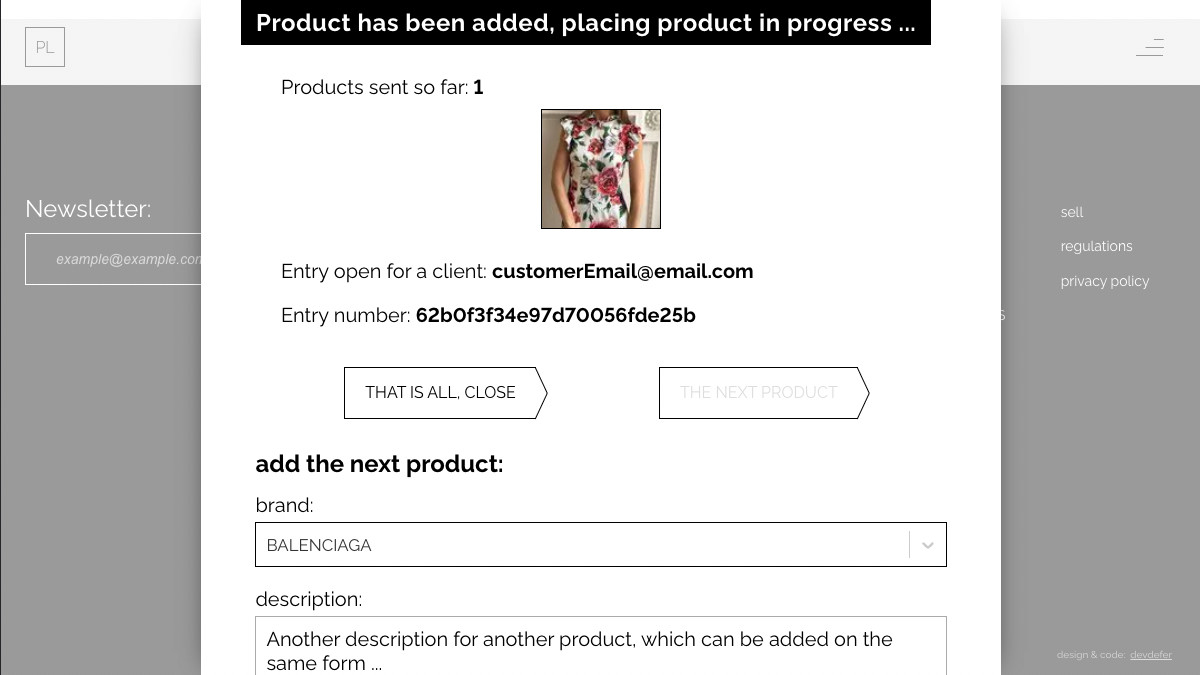 Product has been added, placing product in progress ...
PL
Products sent so far: 1
Newsletter:
example@example.com
sell
regulations
privacy policy
Entry open for a client: customerEmail@email.com
Entry number: 62b0f3f34e97d70056fde25b
THAT IS ALL, CLOSE
THE NEXT PRODUCT
add the next product:
brand:
BALENCIAGA
description:
Another description for another product, which can be added on the
same form ...
design & code: devdefer